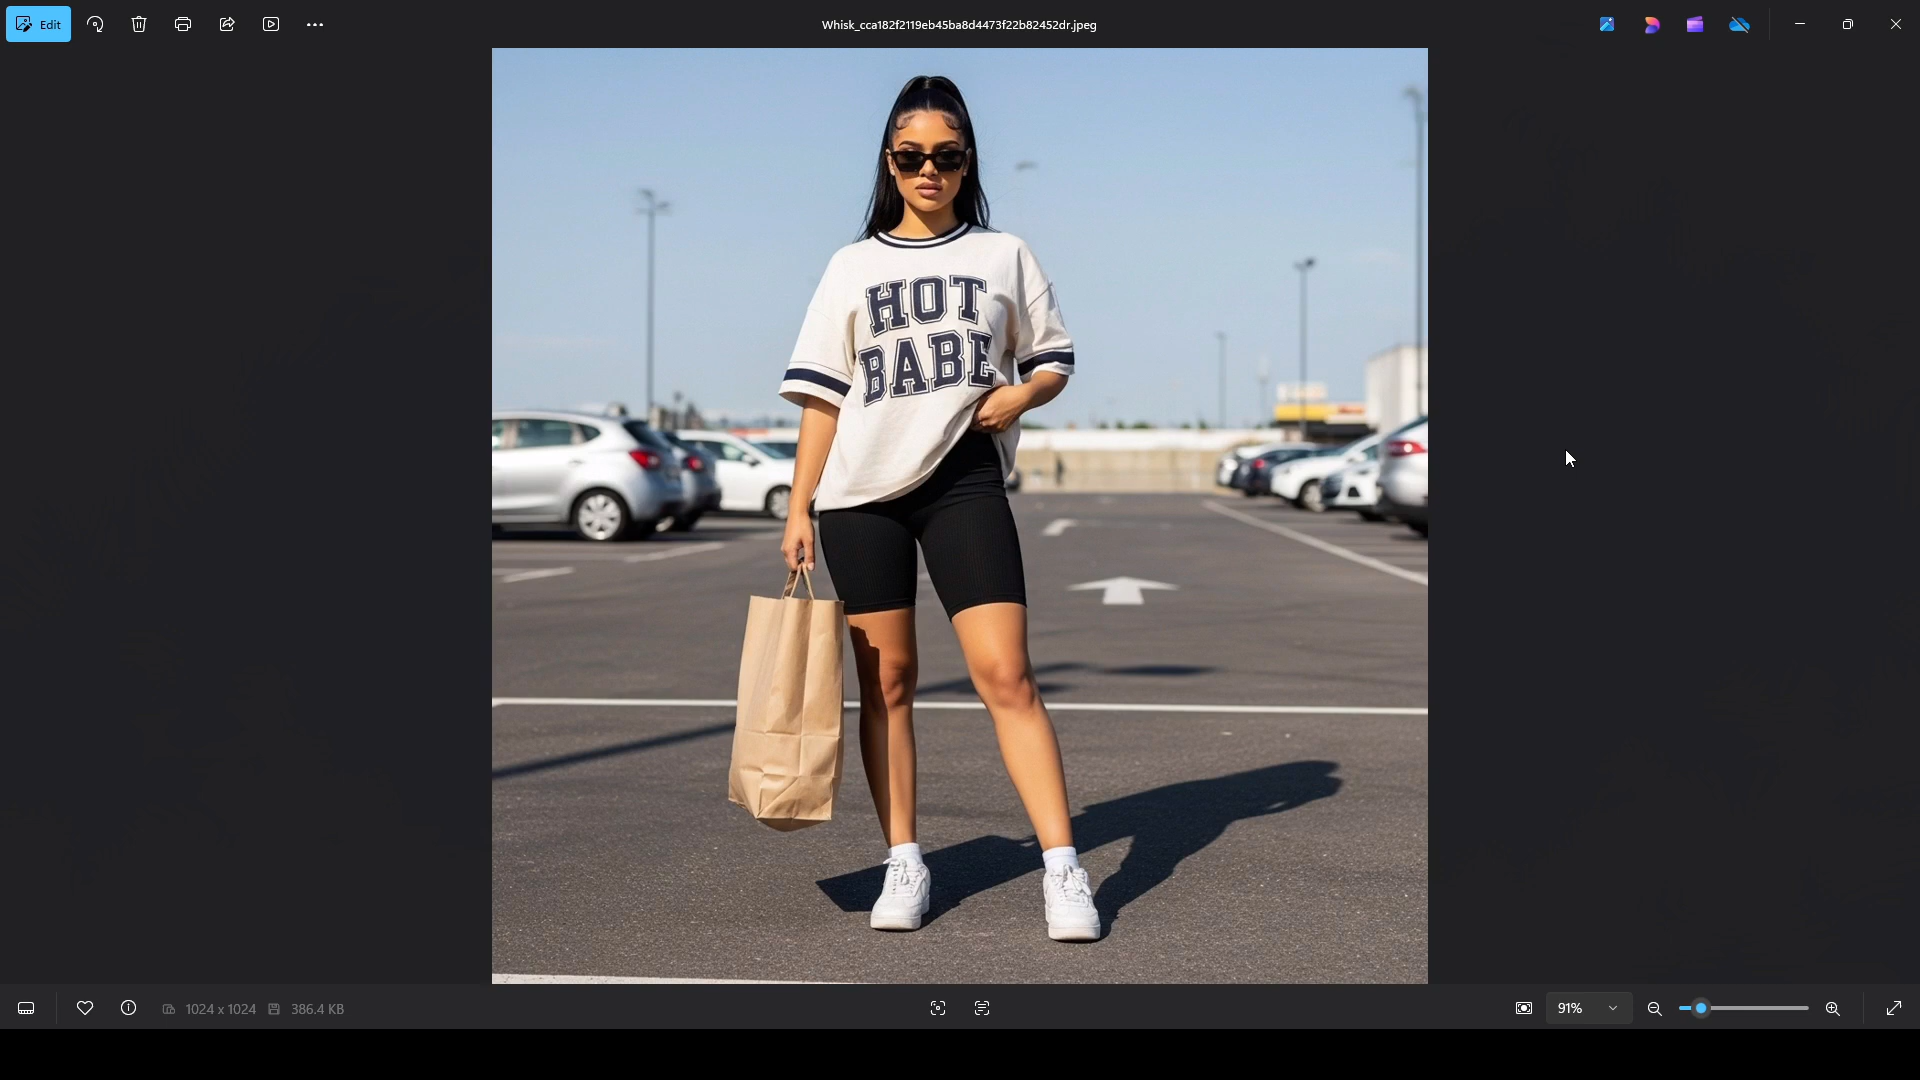 Edit
Whisk_cca182f2119eb45ba8d4473f22b82452dr.jpeg
HOT
BABE
1024 x 1024
386.4 KB
91%